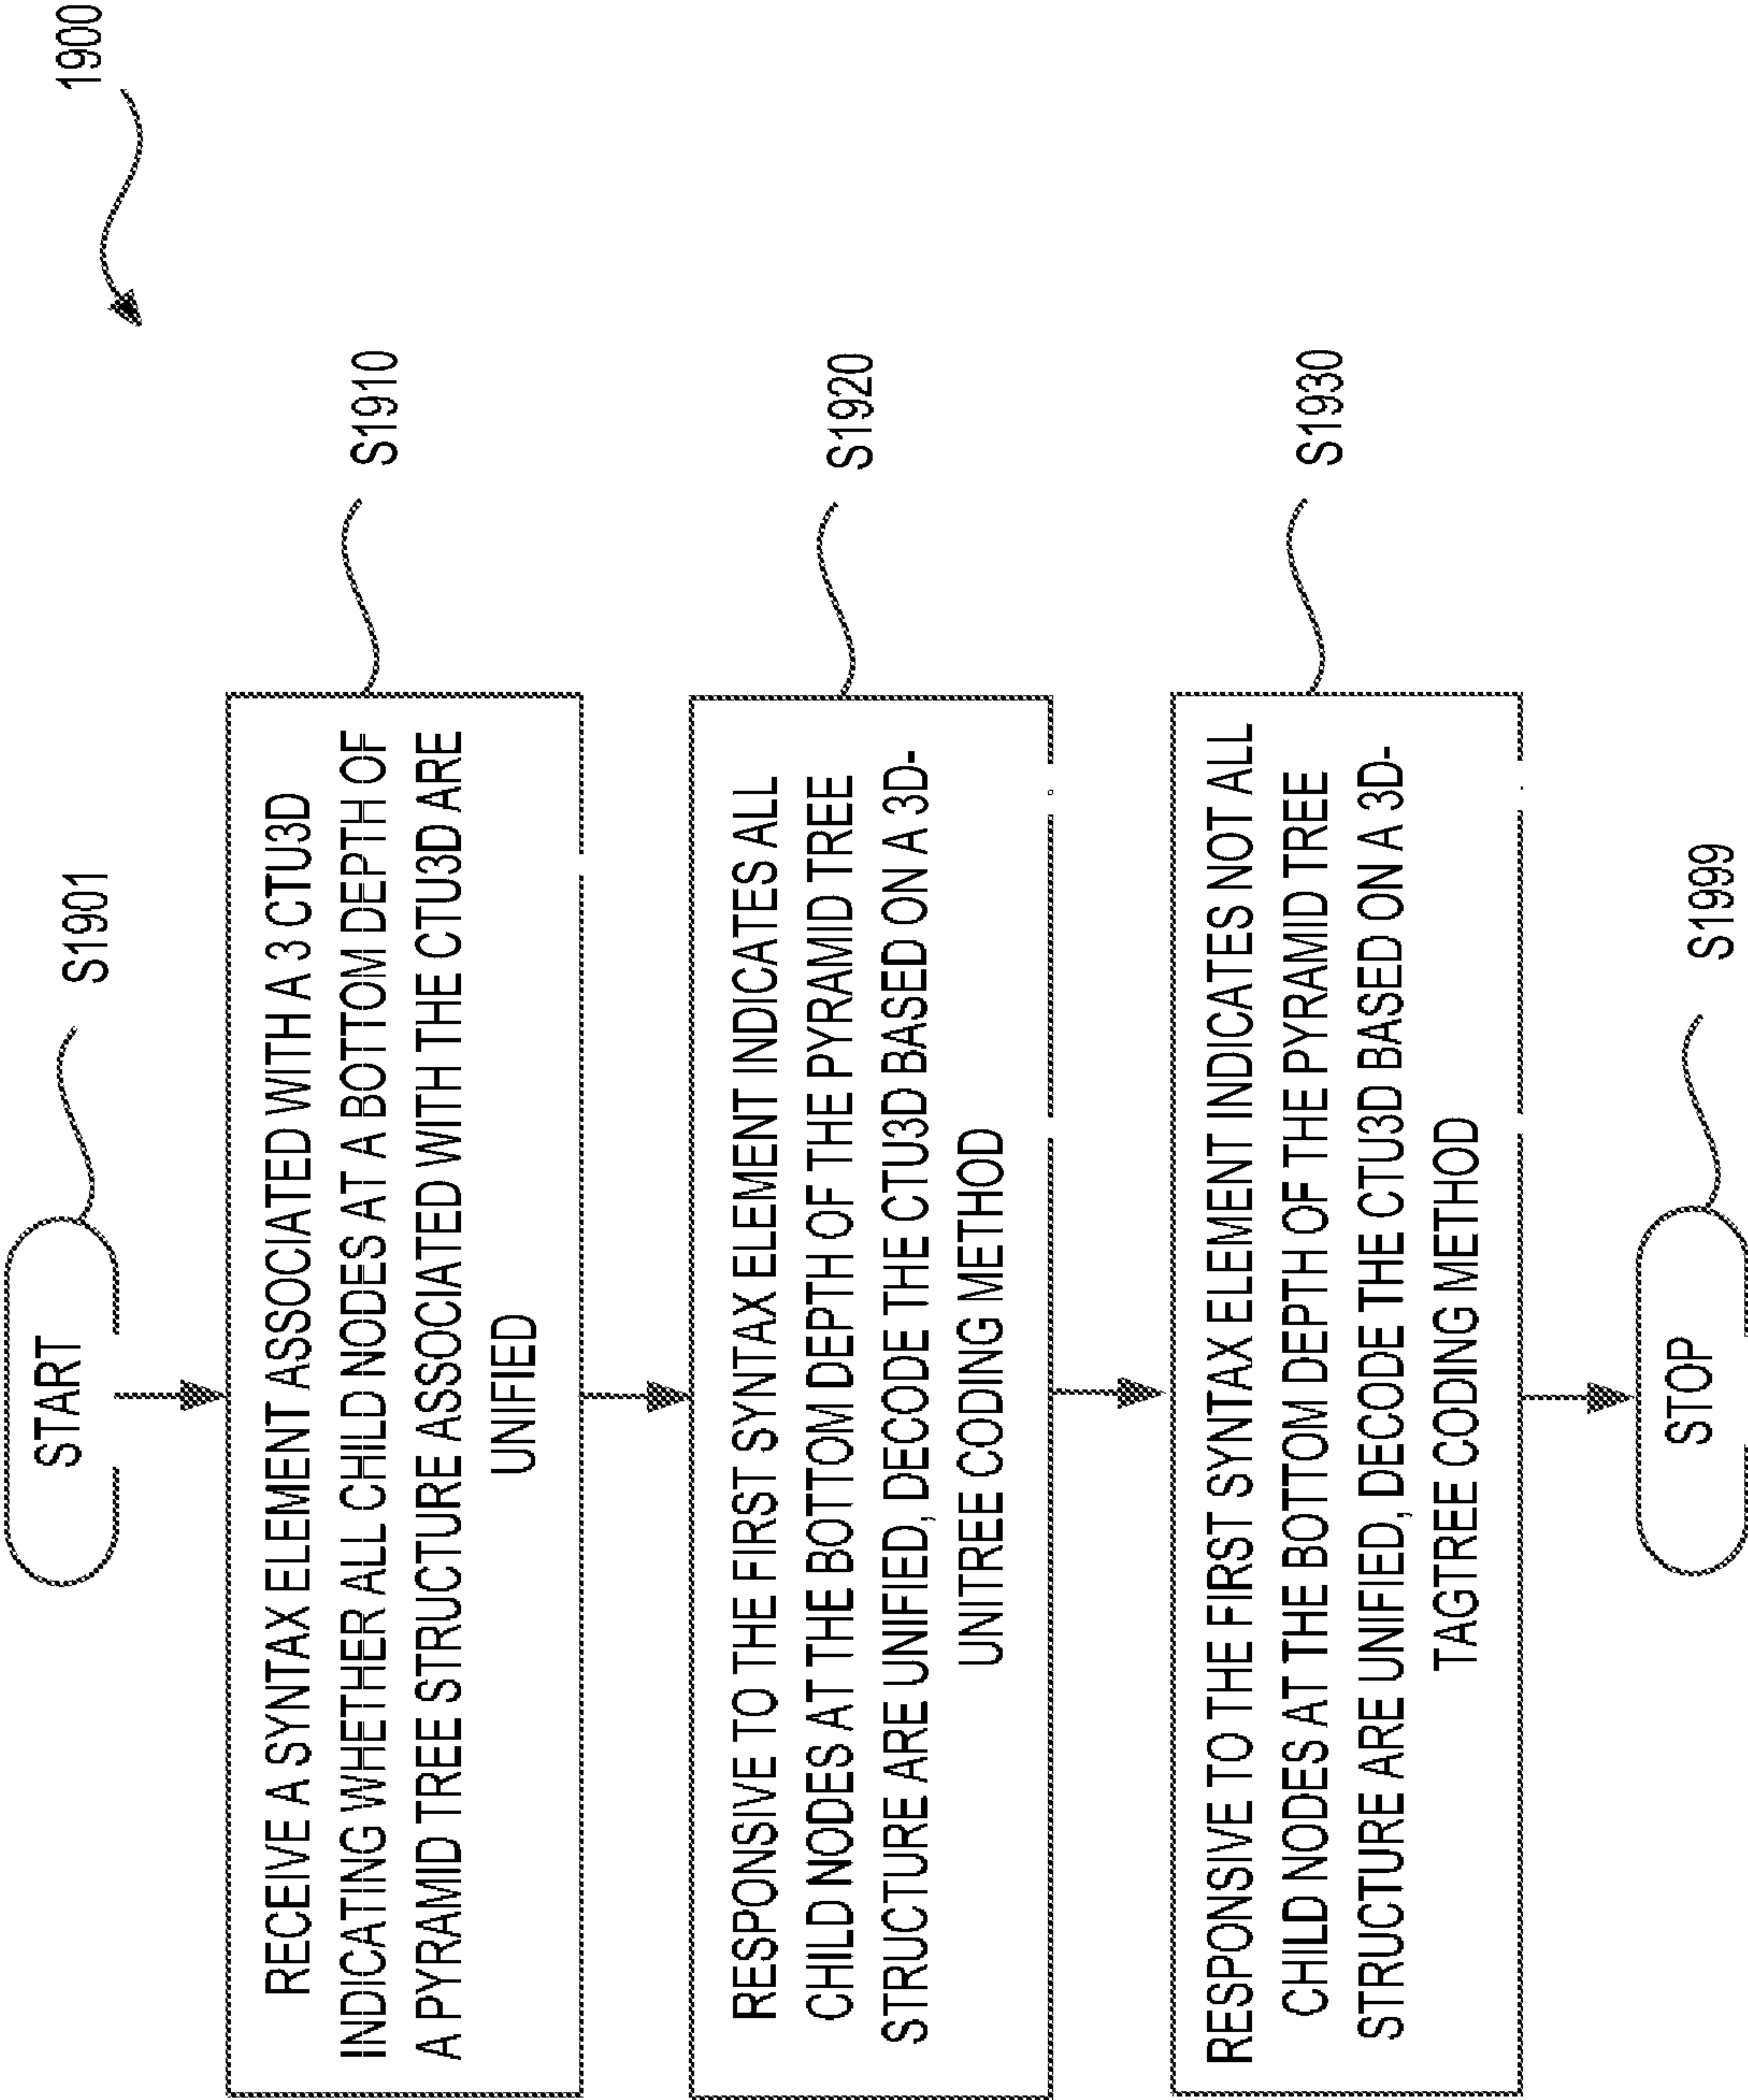 1900
START
S1901
RECEIVE A SYNTAX ELEMENT ASSOCIATED WITH A 3 CTU3D
INDICATING WHETHER ALL CHILD NODES AT A BOTTOM DEPTH OF
A PYRAMID TREE STRUCTURE ASSOCIATED WITH THE CTU3D ARE
UNIFIED
S1910
RESPONSIVE TO THE FIRST SYNTAX ELEMENT INDICATES ALL
CHILD NODES AT THE BOTTOM DEPTH OF THE PYRAMID TREE
STRUCTURE ARE UNIFIED, DECODE THE CTU3D BASED ON A 3D-
UNITREE CODING METHOD
S1920
RESPONSIVE TO THE FIRST SYNTAX ELEMENT INDICATES NOT ALL
CHILD NODES AT THE BOTTOM DEPTH OF THE PYRAMID TREE
STRUCTURE ARE UNIFIED, DECODE THE CTU3D BASED ON A 3D-
TAGTREE CODING METHOD
S1930
STOP
S1999